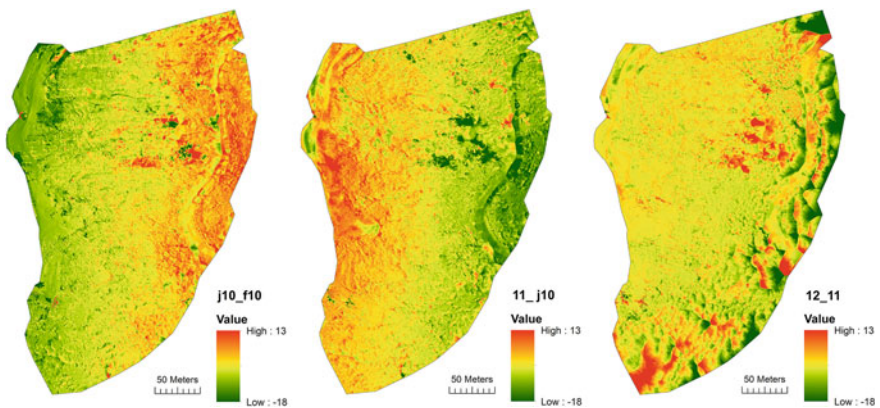 j10_f10
Value
High : 13
Low : -18
50 Meters
11_ j10
Value
High : 13
Low : -18
50 Meters
12_11
Value
High : 13
Low : -18
50 Meters